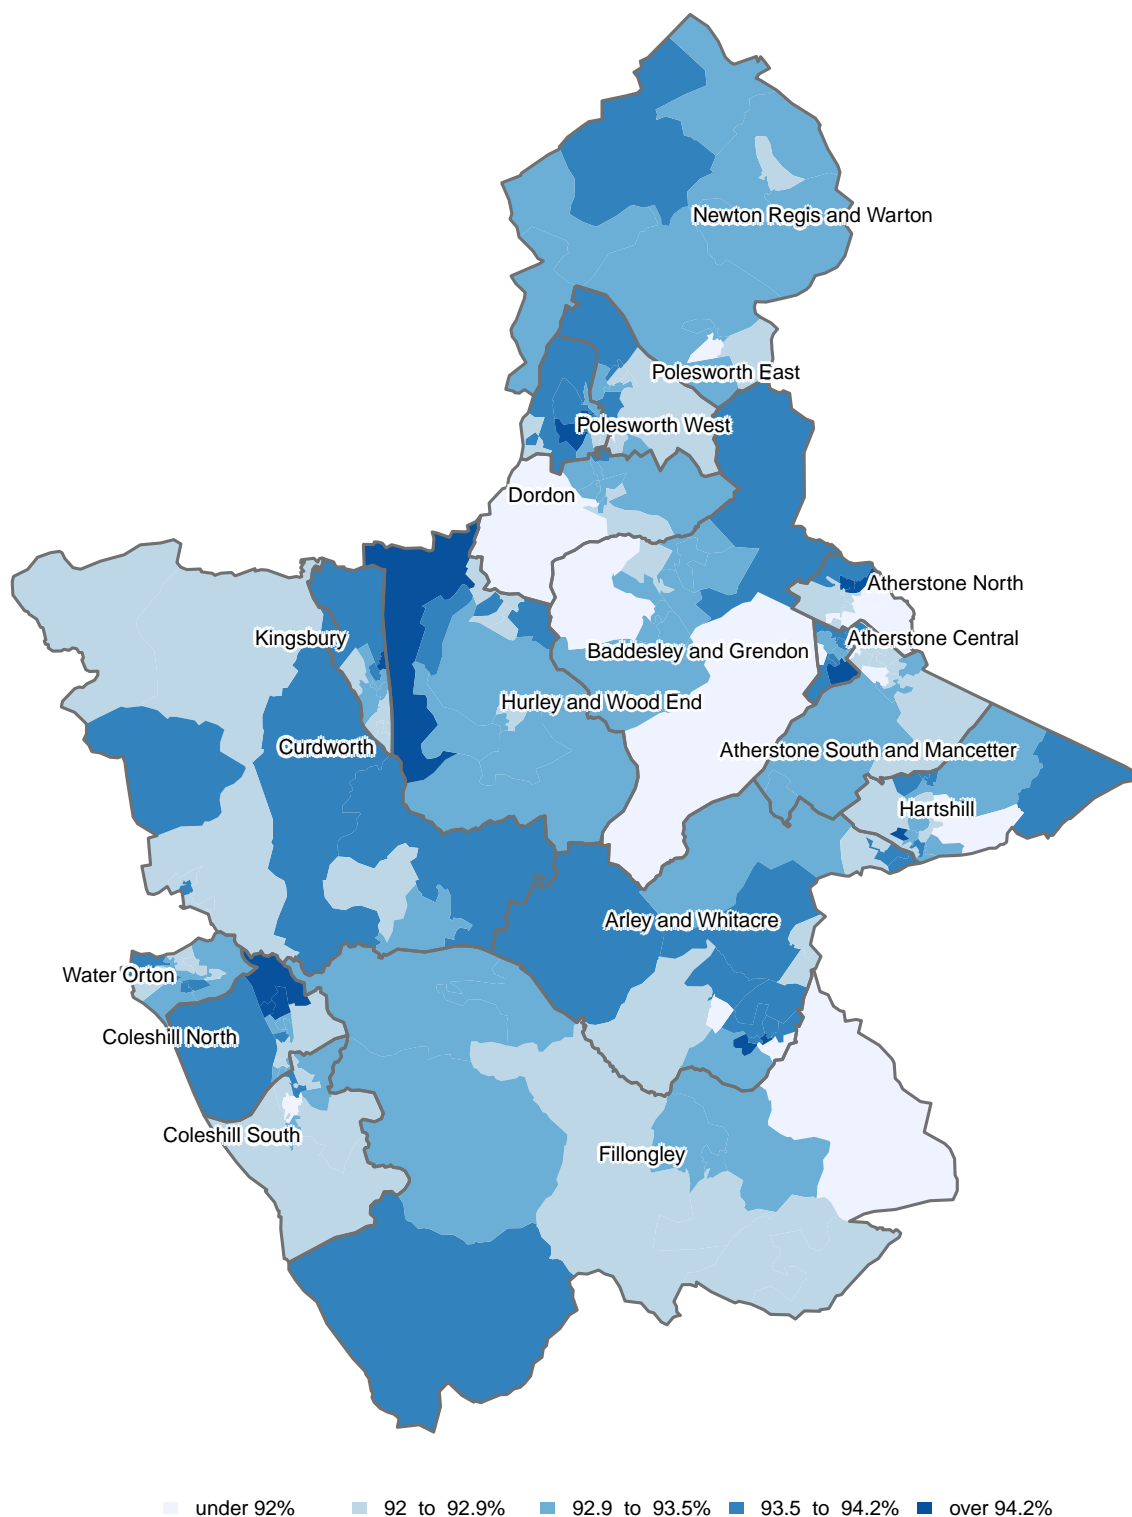 Newton Regis and Warton
Polesworth East
Polesworth West
Dordon
Atherstone North
Kingsbury
Atherstone Central
Baddesley and Grendon
Hurley and Wood End
Curdworth
Atherstone South and Mancetter
Hartshill
Arley and Whitacre
Water Orton
Coleshill North
Coleshill South
Fillongley
under 92% 92 to 92.9% 92.9 to 93.5% 93.5 to 94.2% over 94.2%